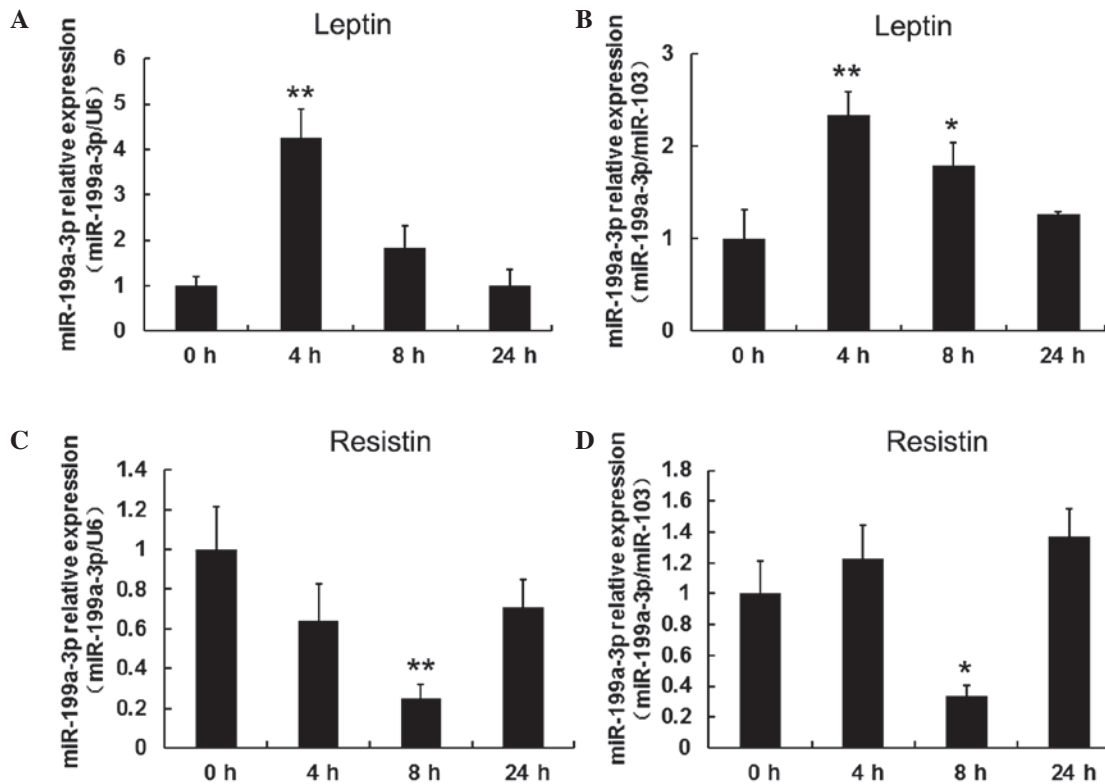 A
Leptin
miR-199a-3p relative expression
（miR-199a-3p/U6）
6
5
4
3
2
1
0
**
0 h 4 h 8 h 24 h
B
Leptin
miR-199a-3p relative expression
（miR-199a-3p/miR-103）
3
2
1
0
**
*
0 h 4 h 8 h 24 h
C
Resistin
miR-199a-3p relative expression
（miR-199a-3p/U6）
1.4
1.2
1
0.8
0.6
0.4
0.2
0
**
0 h 4 h 8 h 24 h
D
Resistin
miR-199a-3p relative expression
（miR-199a-3p/miR-103）
1.8
1.6
1.4
1.2
1
0.8
0.6
0.4
0.2
0
*
0 h 4 h 8 h 24 h